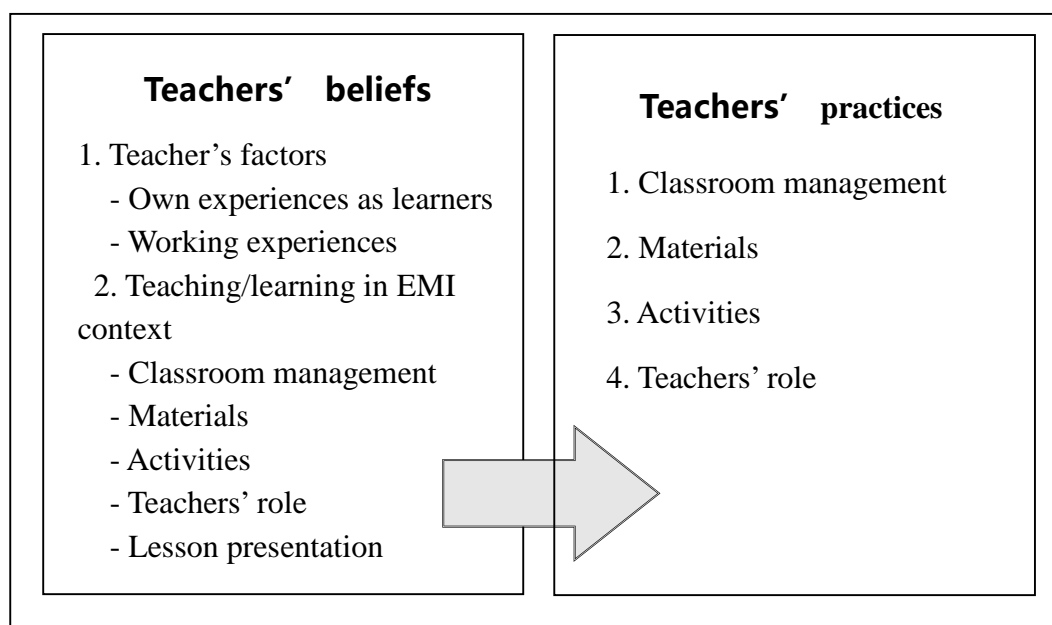 Teachers’ beliefs
1. Teacher’s factors
- Own experiences as learners
- Working experiences
2. Teaching/learning in EMI
context
- Classroom management
- Materials
- Activities
- Teachers’ role
- Lesson presentation
Teachers’ practices
1. Classroom management
2. Materials
3. Activities
4. Teachers’ role